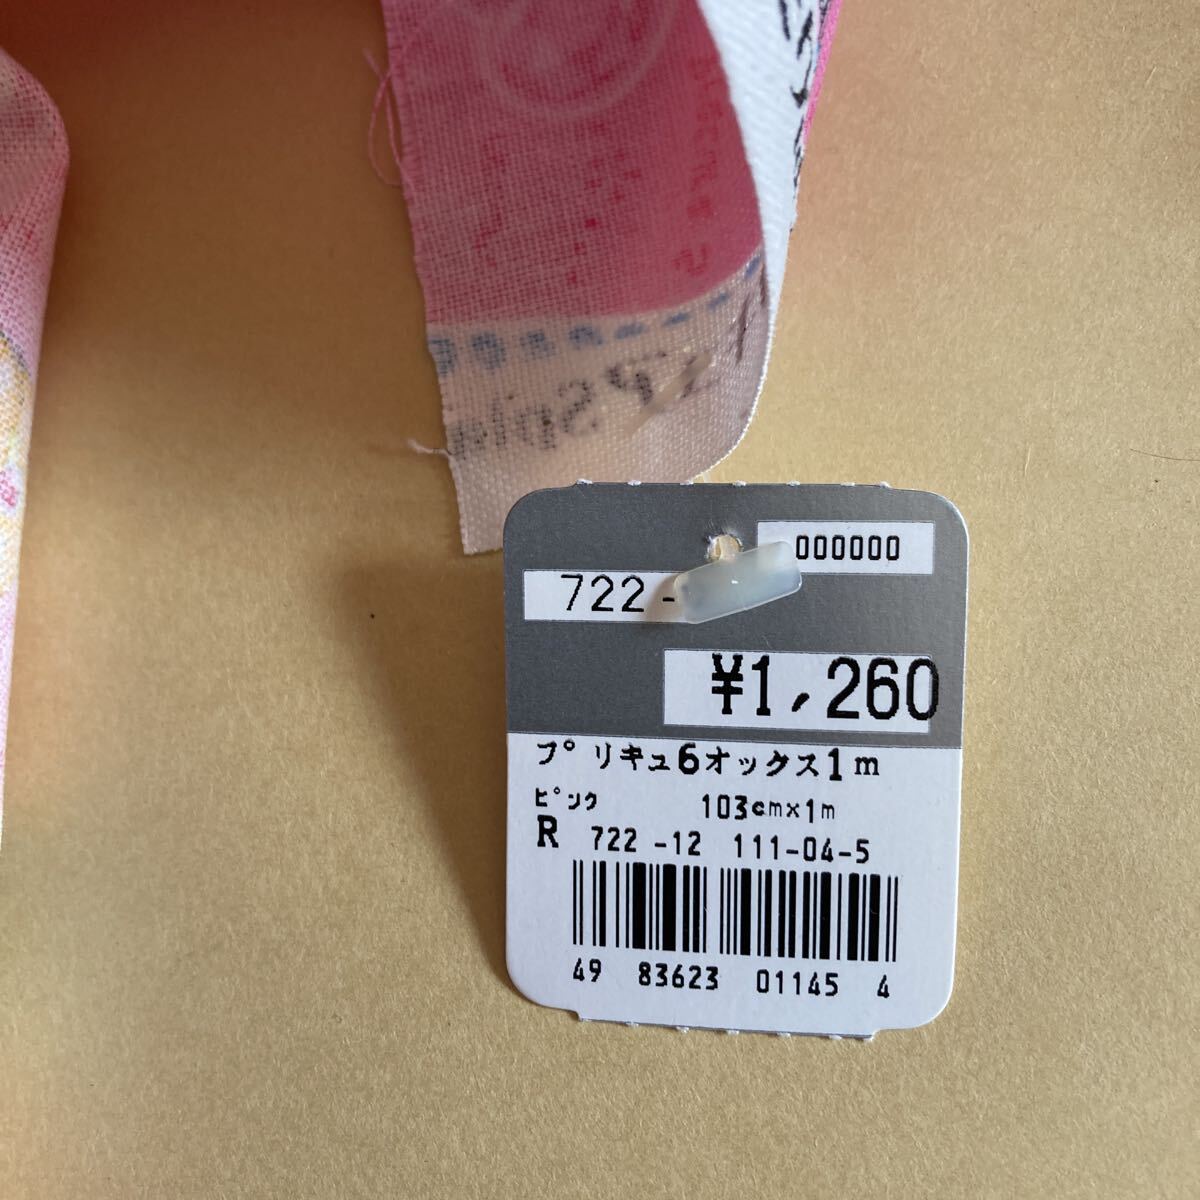 000000
722 -
¥1,260
プリキュ6オックス1m
ピンク 103cm×1m
R 722 -12 111-04-5
49 83623 01145 4